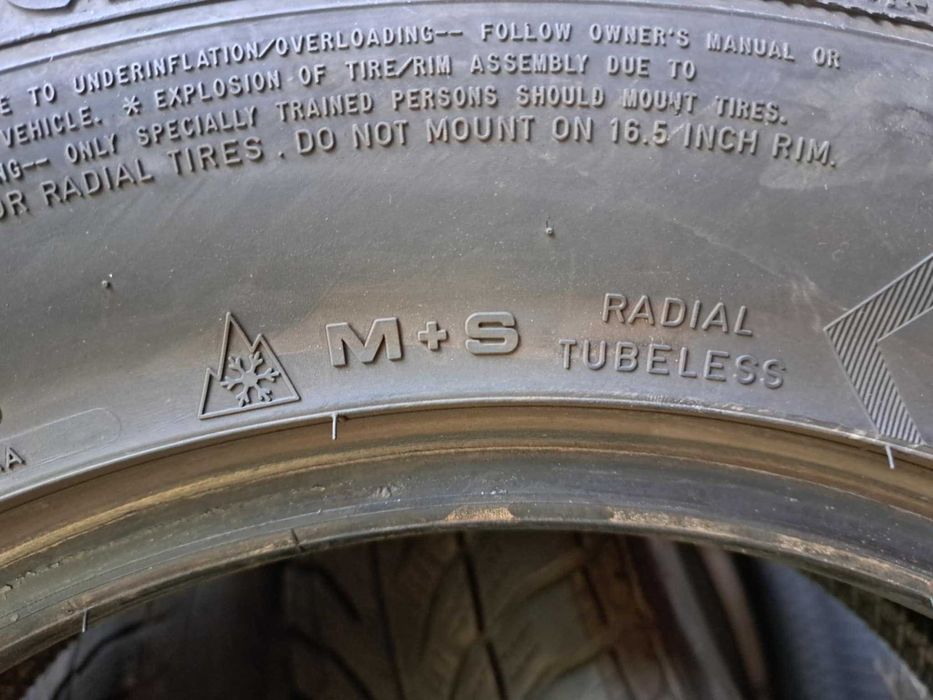 E TO UNDERINFLATION/OVERLOADING-- FOLLOW OWNER'S MANUAL OR
VEHICLE. * EXPLOSION OF TIRE/RIM ASSEMBLY DUE TO
NG-- ONLY SPECIALLY TRAINED PERSONS SHOULD MOUNT TIRES.
OR RADIAL TIRES . DO NOT MOUNT ON 16.5 INCH RIM.
M+S
RADIAL
TUBELESS